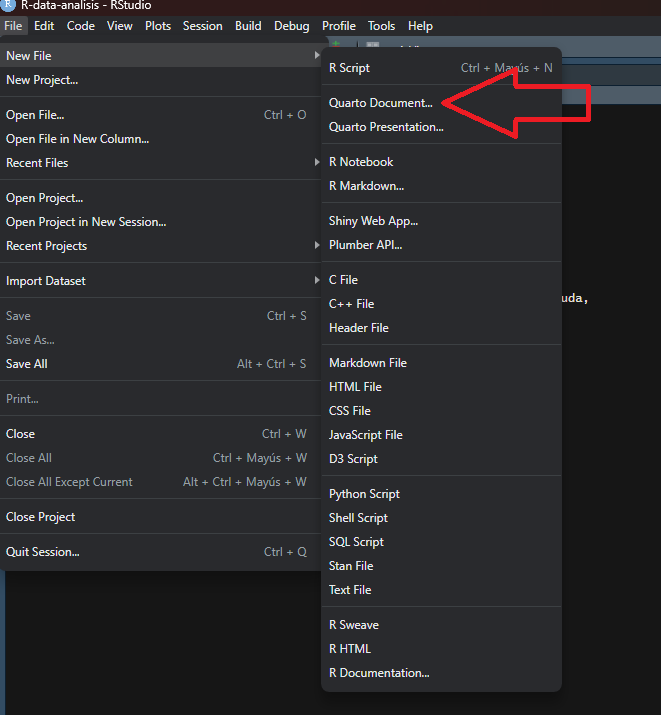 R-data-analisis - RStudio
File Edit Code View Plots Session Build Debug Profile Tools Help
New File
New Project...
Open File... Ctrl + O
Open File in New Column...
Recent Files
Open Project...
Open Project in New Session...
Recent Projects
Import Dataset
Save Ctrl + S
Save As...
Save All Alt + Ctrl + S
Print...
Close Ctrl + W
Close All Ctrl + Mayús + W
Close All Except Current Alt + Ctrl + Mayús + W
Close Project
Quit Session... Ctrl + Q
R Script Ctrl + Mayús + N
Quarto Document...
Quarto Presentation...
R Notebook
R Markdown...
Shiny Web App...
Plumber API...
C File
C++ File
Header File
Markdown File
HTML File
CSS File
JavaScript File
D3 Script
Python Script
Shell Script
SQL Script
Stan File
Text File
R Sweave
R HTML
R Documentation...
uda,